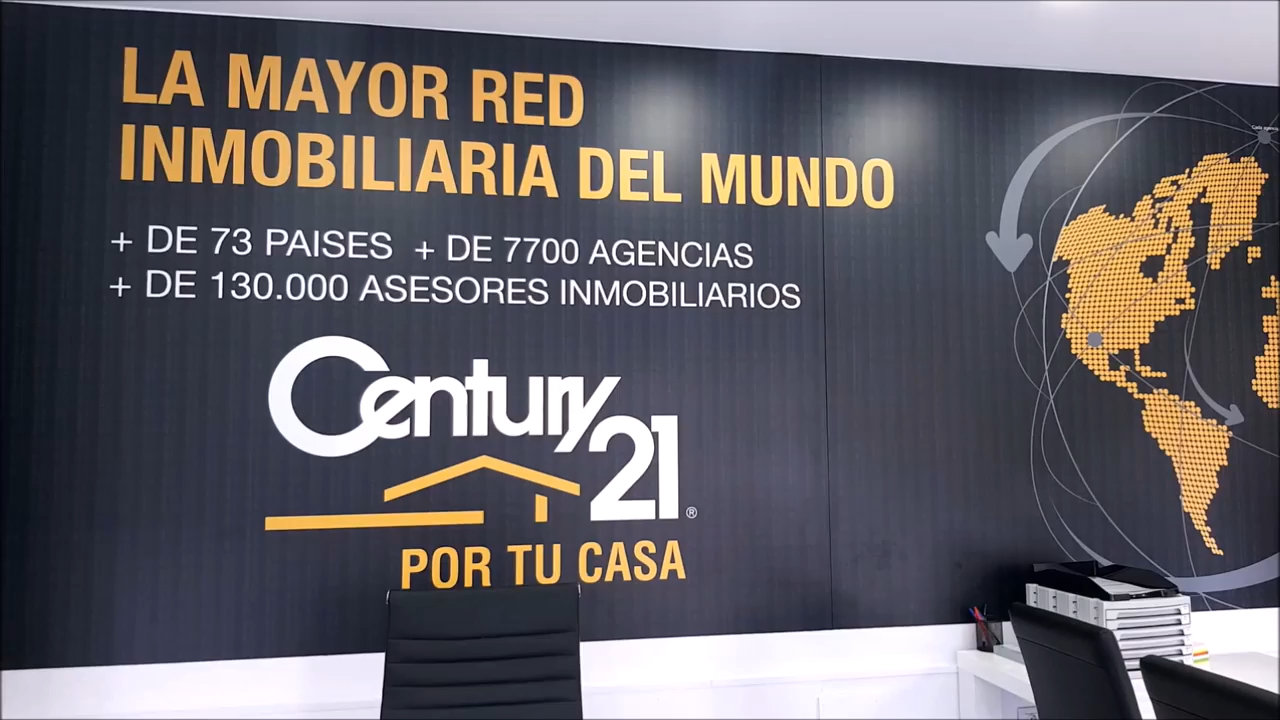 LA MAYOR RED
INMOBILIARIA DEL MUNDO
+ DE 73 PAISES + DE 7700 AGENCIAS
+ DE 130.000 ASESORES INMOBILIARIOS
Century
21®
POR TU CASA